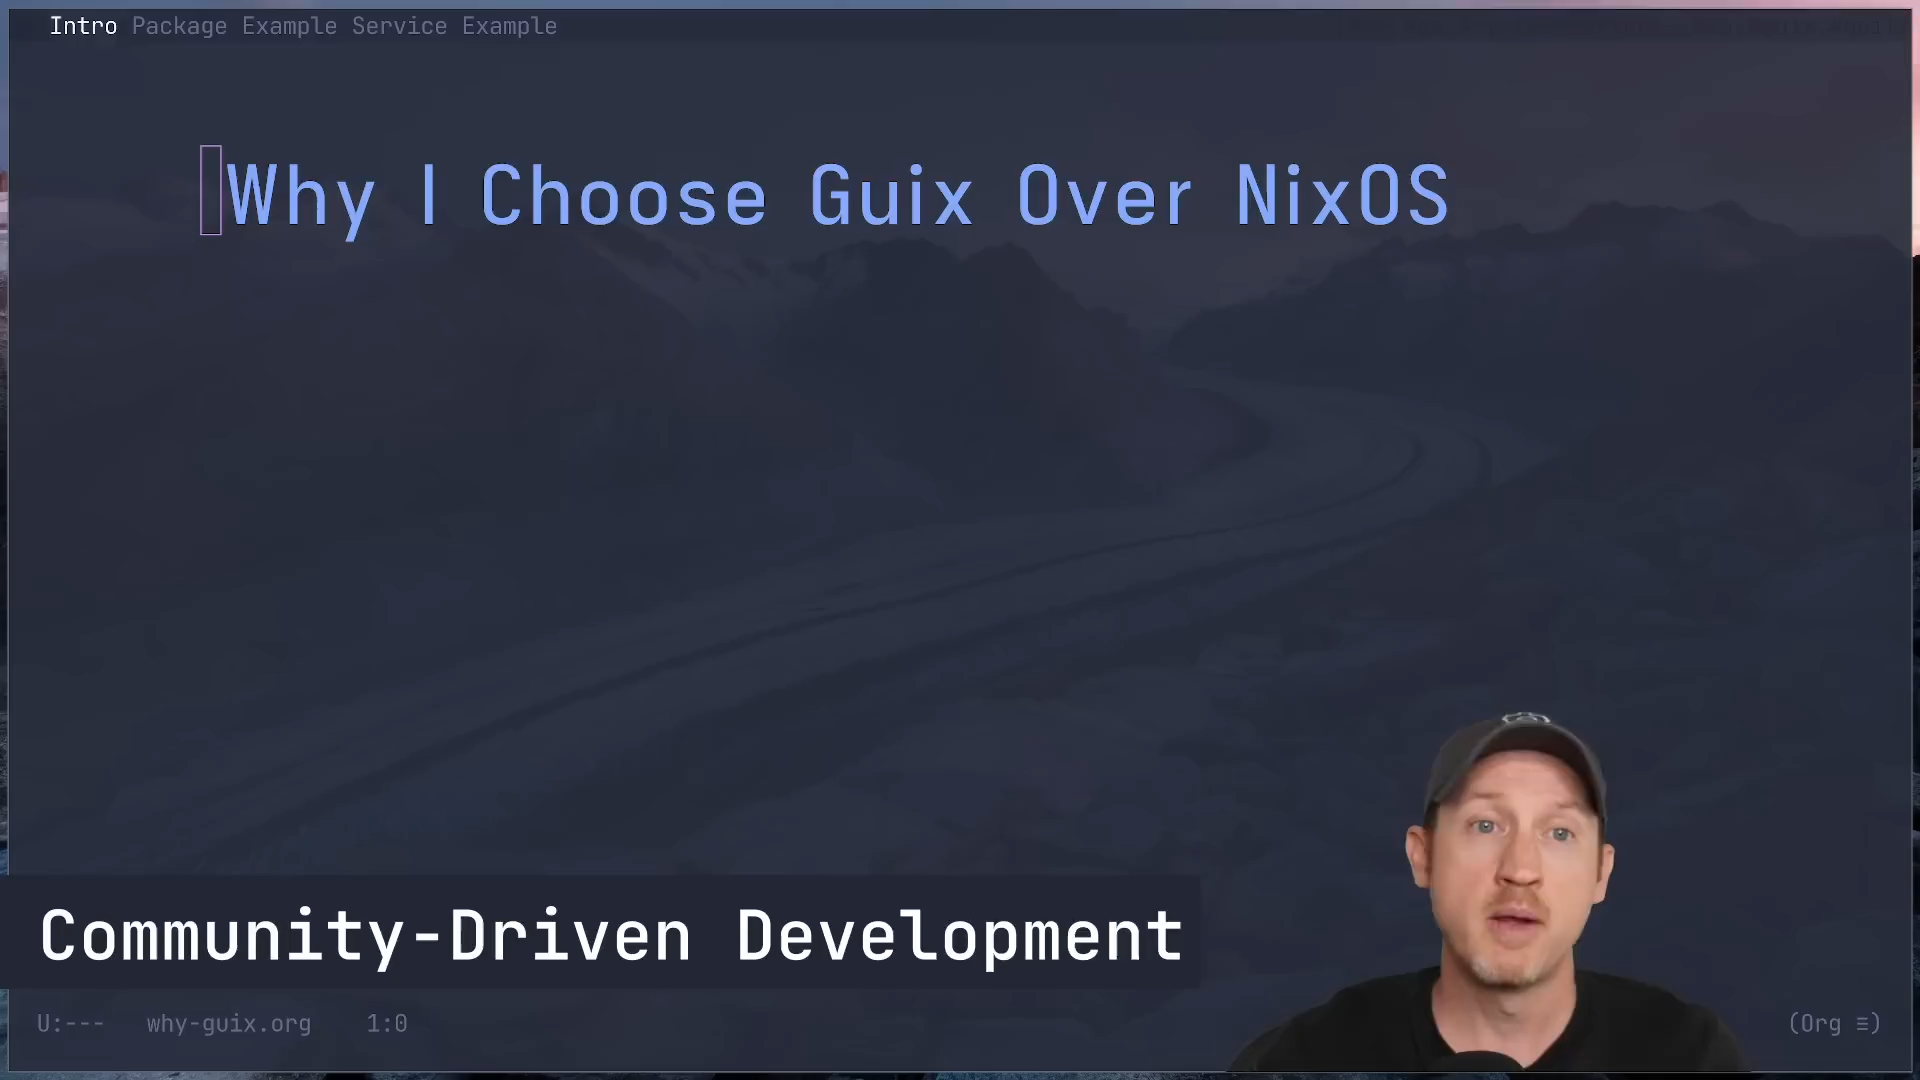 Intro Package Example Service Example
Why I Choose Guix Over NixOS
Community-Driven Development
U:--- why-guix.org 1:0 (Org ≡)